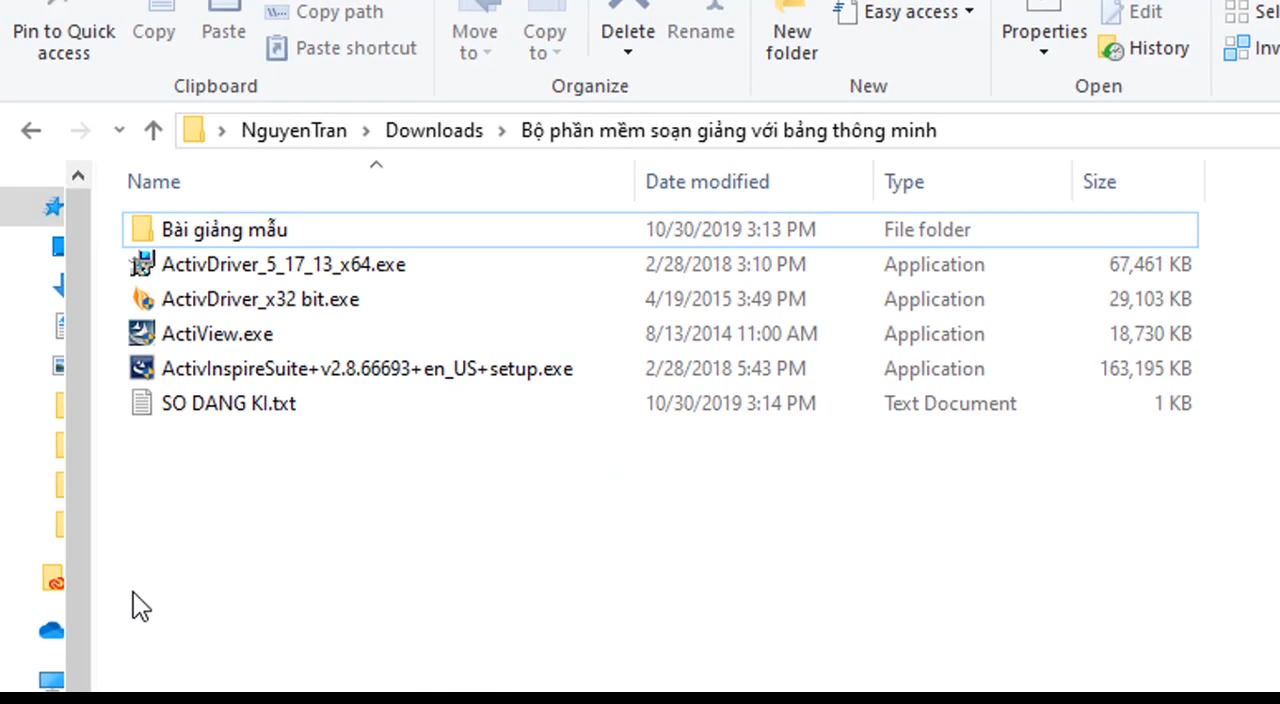 Pin to Quick access
Copy
Paste
Copy path
Paste shortcut
Clipboard
Move to
Copy to
Delete
Rename
Organize
New folder
Easy access
New
Properties
Edit
History
Open
NguyenTran > Downloads > Bộ phần mềm soạn giảng với bảng thông minh
Name Date modified Type Size
Bài giảng mẫu 10/30/2019 3:13 PM File folder
ActivDriver_5_17_13_x64.exe 2/28/2018 3:10 PM Application 67,461 KB
ActivDriver_x32 bit.exe 4/19/2015 3:49 PM Application 29,103 KB
ActiView.exe 8/13/2014 11:00 AM Application 18,730 KB
ActivInspireSuite+v2.8.66693+en_US+setup.exe 2/28/2018 5:43 PM Application 163,195 KB
SO DANG KI.txt 10/30/2019 3:14 PM Text Document 1 KB